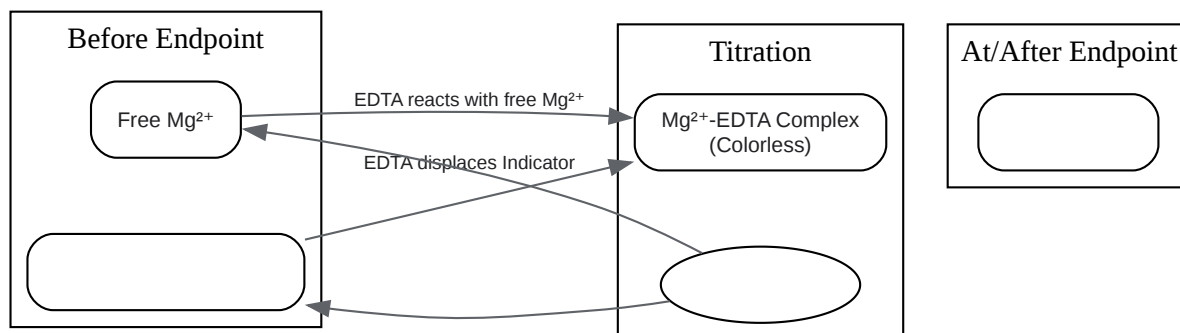 Before Endpoint
Titration
At/After Endpoint
Free Mg²⁺
EDTA reacts with free Mg²⁺
Mg²⁺-EDTA Complex
(Colorless)
EDTA displaces Indicator